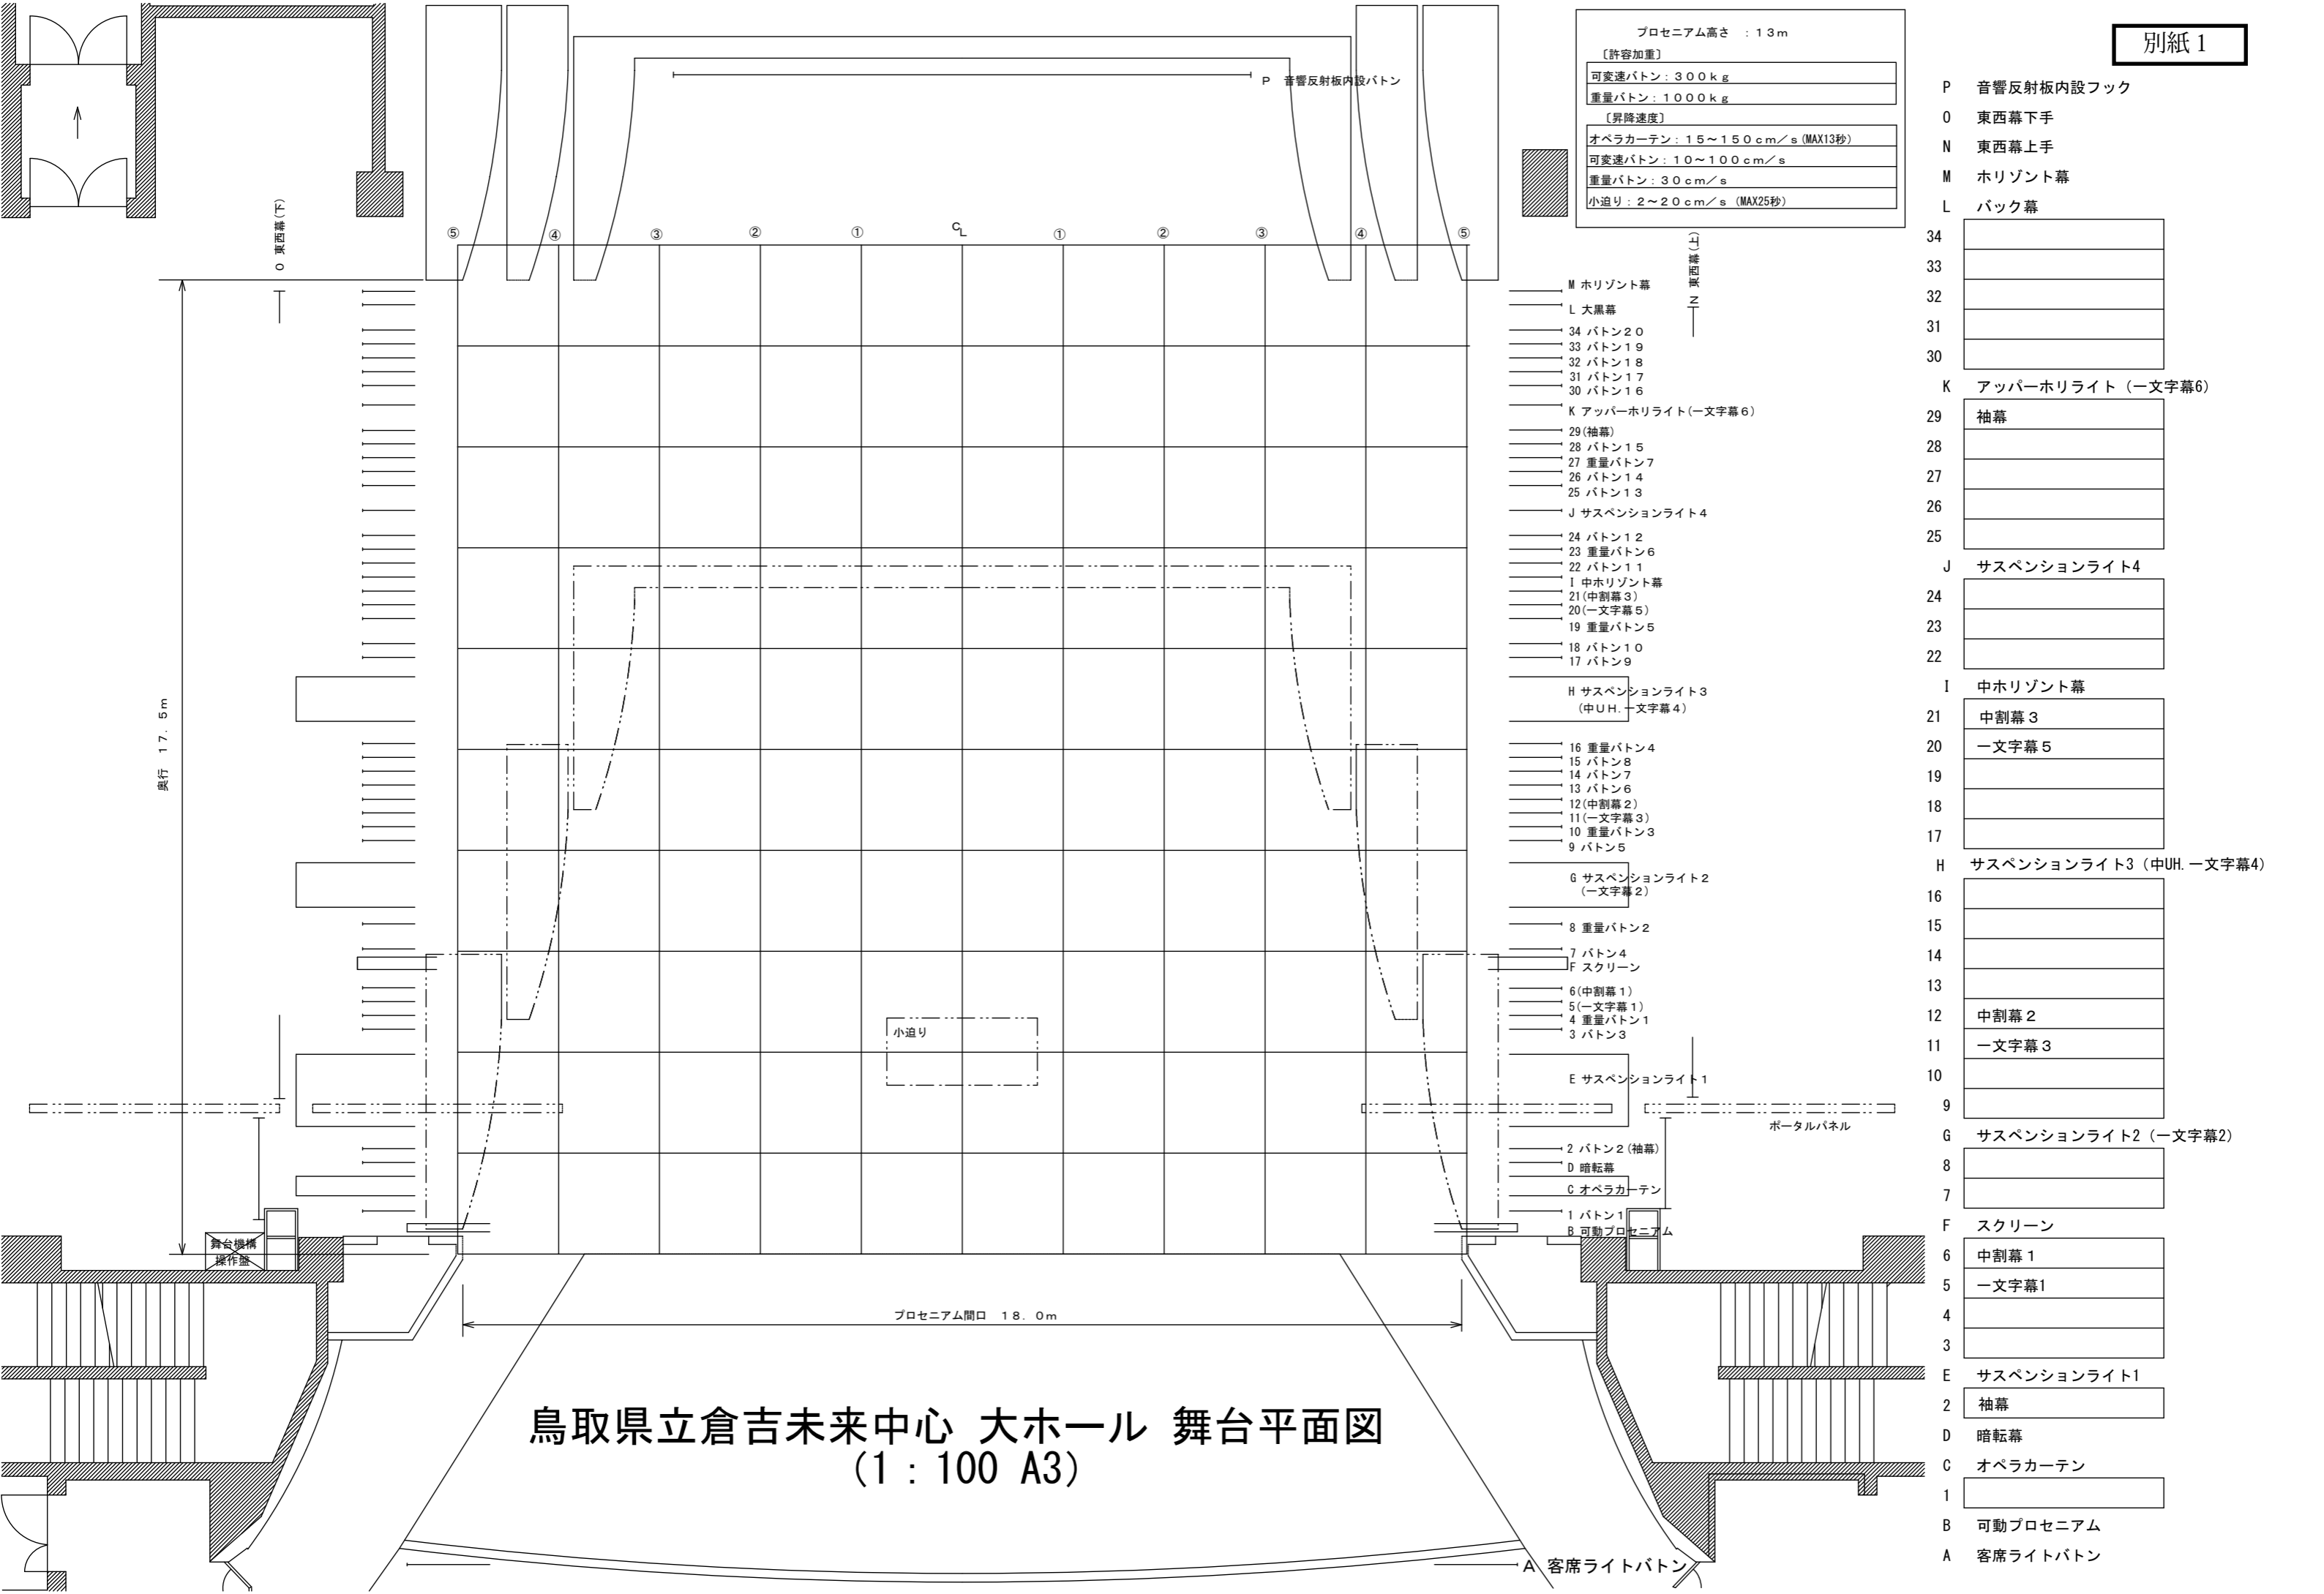 別紙１
プロセニアム高さ　：１３ｍ
〔許容加重〕
可変速バトン：３００ｋｇ
重量バトン：１０００ｋｇ
〔昇降速度〕
オペラカーテン：１５～１５０ｃｍ／ｓ(MAX13秒)
可変速バトン：１０～１００ｃｍ／ｓ
重量バトン：３０ｃｍ／ｓ
小迫り：２～２０ｃｍ／ｓ（MAX25秒）
P　音響反射板内設バトン
O 東西幕(下)
N 東西幕(上)
⑤ ④ ③ ② ① CL ① ② ③ ④ ⑤
M ホリゾント幕
L 大黒幕
34 バトン２０
33 バトン１９
32 バトン１８
31 バトン１７
30 バトン１６
K アッパーホリライト(一文字幕６)
29(袖幕)
28 バトン１５
27 重量バトン７
26 バトン１４
25 バトン１３
J サスペンションライト４
24 バトン１２
23 重量バトン６
22 バトン１１
I 中ホリゾント幕
21(中割幕３)
20(一文字幕５)
19 重量バトン５
18 バトン１０
17 バトン９
H サスペンションライト３
（中ＵＨ.一文字幕４）
16 重量バトン４
15 バトン８
14 バトン７
13 バトン６
12(中割幕２)
11(一文字幕３)
10 重量バトン３
9 バトン５
G サスペンションライト２
（一文字幕２）
8 重量バトン２
7 バトン４
F スクリーン
6(中割幕１)
5(一文字幕１)
4 重量バトン１
3 バトン３
E サスペンションライト１
ポータルパネル
2 バトン２(袖幕)
D 暗転幕
C オペラカーテン
1 バトン１
B 可動プロセニアム
奥行　１７．５ｍ
小迫り
舞台機構
操作盤
プロセニアム間口　１８．０ｍ
鳥取県立倉吉未来中心 大ホール 舞台平面図
（1：100 A3）
A 客席ライトバトン
P 音響反射板内設フック
O 東西幕下手
N 東西幕上手
M ホリゾント幕
L バック幕
34
33
32
31
30
K アッパーホリライト（一文字幕6）
29 袖幕
28
27
26
25
J サスペンションライト4
24
23
22
I 中ホリゾント幕
21 中割幕３
20 一文字幕５
19
18
17
H サスペンションライト3（中UH.一文字幕4）
16
15
14
13
12 中割幕２
11 一文字幕３
10
9
G サスペンションライト2（一文字幕2）
8
7
F スクリーン
6 中割幕１
5 一文字幕1
4
3
E サスペンションライト1
2 袖幕
D 暗転幕
C オペラカーテン
1
B 可動プロセニアム
A 客席ライトバトン